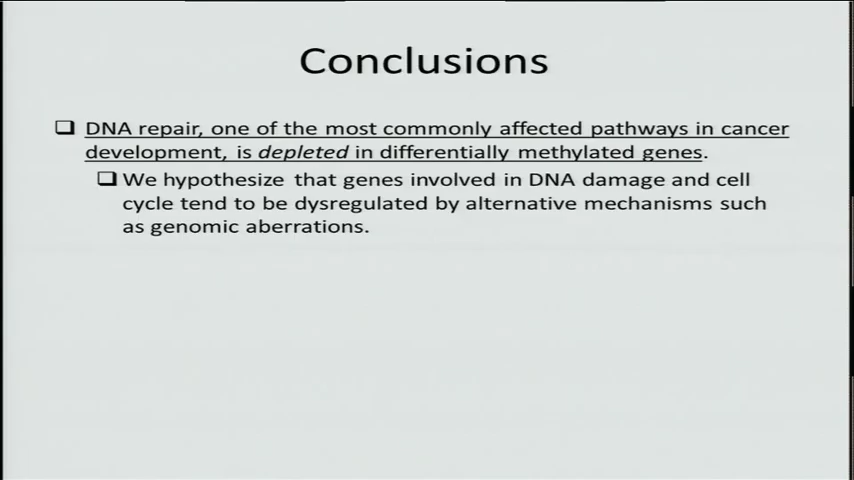 Conclusions
DNA repair, one of the most commonly affected pathways in cancer
development, is depleted in differentially methylated genes.
We hypothesize that genes involved in DNA damage and cell
cycle tend to be dysregulated by alternative mechanisms such
as genomic aberrations.